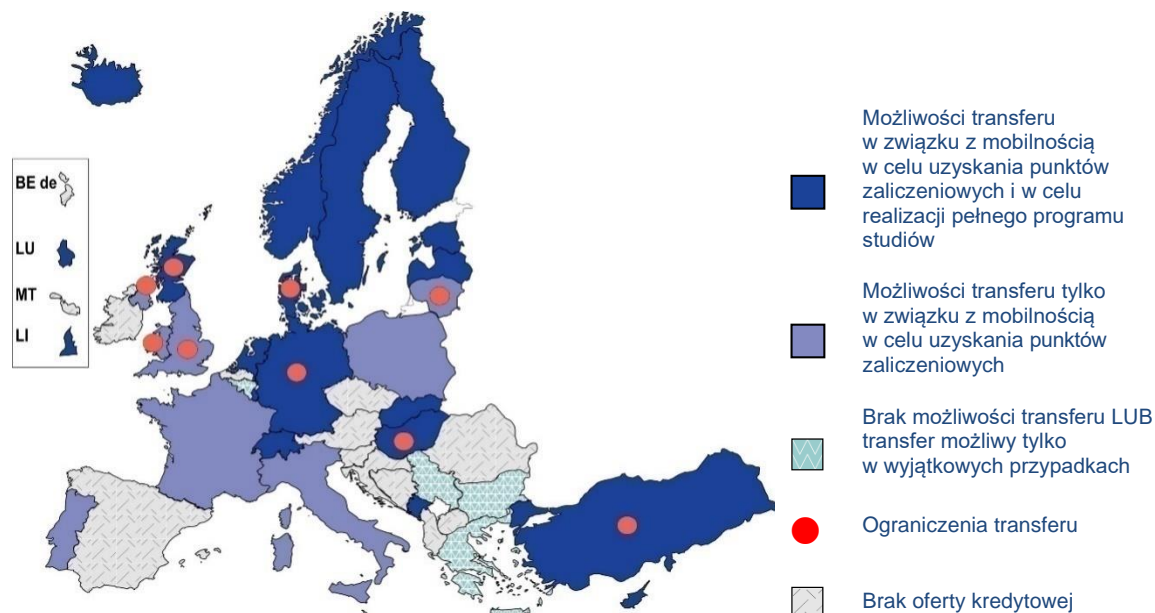 BE de
LU
MT
LI
Możliwości transferu
w związku z mobilnością
w celu uzyskania punktów
zaliczeniowych i w celu
realizacji pełnego programu
studiów
Możliwości transferu tylko
w związku z mobilnością
w celu uzyskania punktów
zaliczeniowych
Brak możliwości transferu LUB
transfer możliwy tylko
w wyjątkowych przypadkach
Ograniczenia transferu
Brak oferty kredytowej